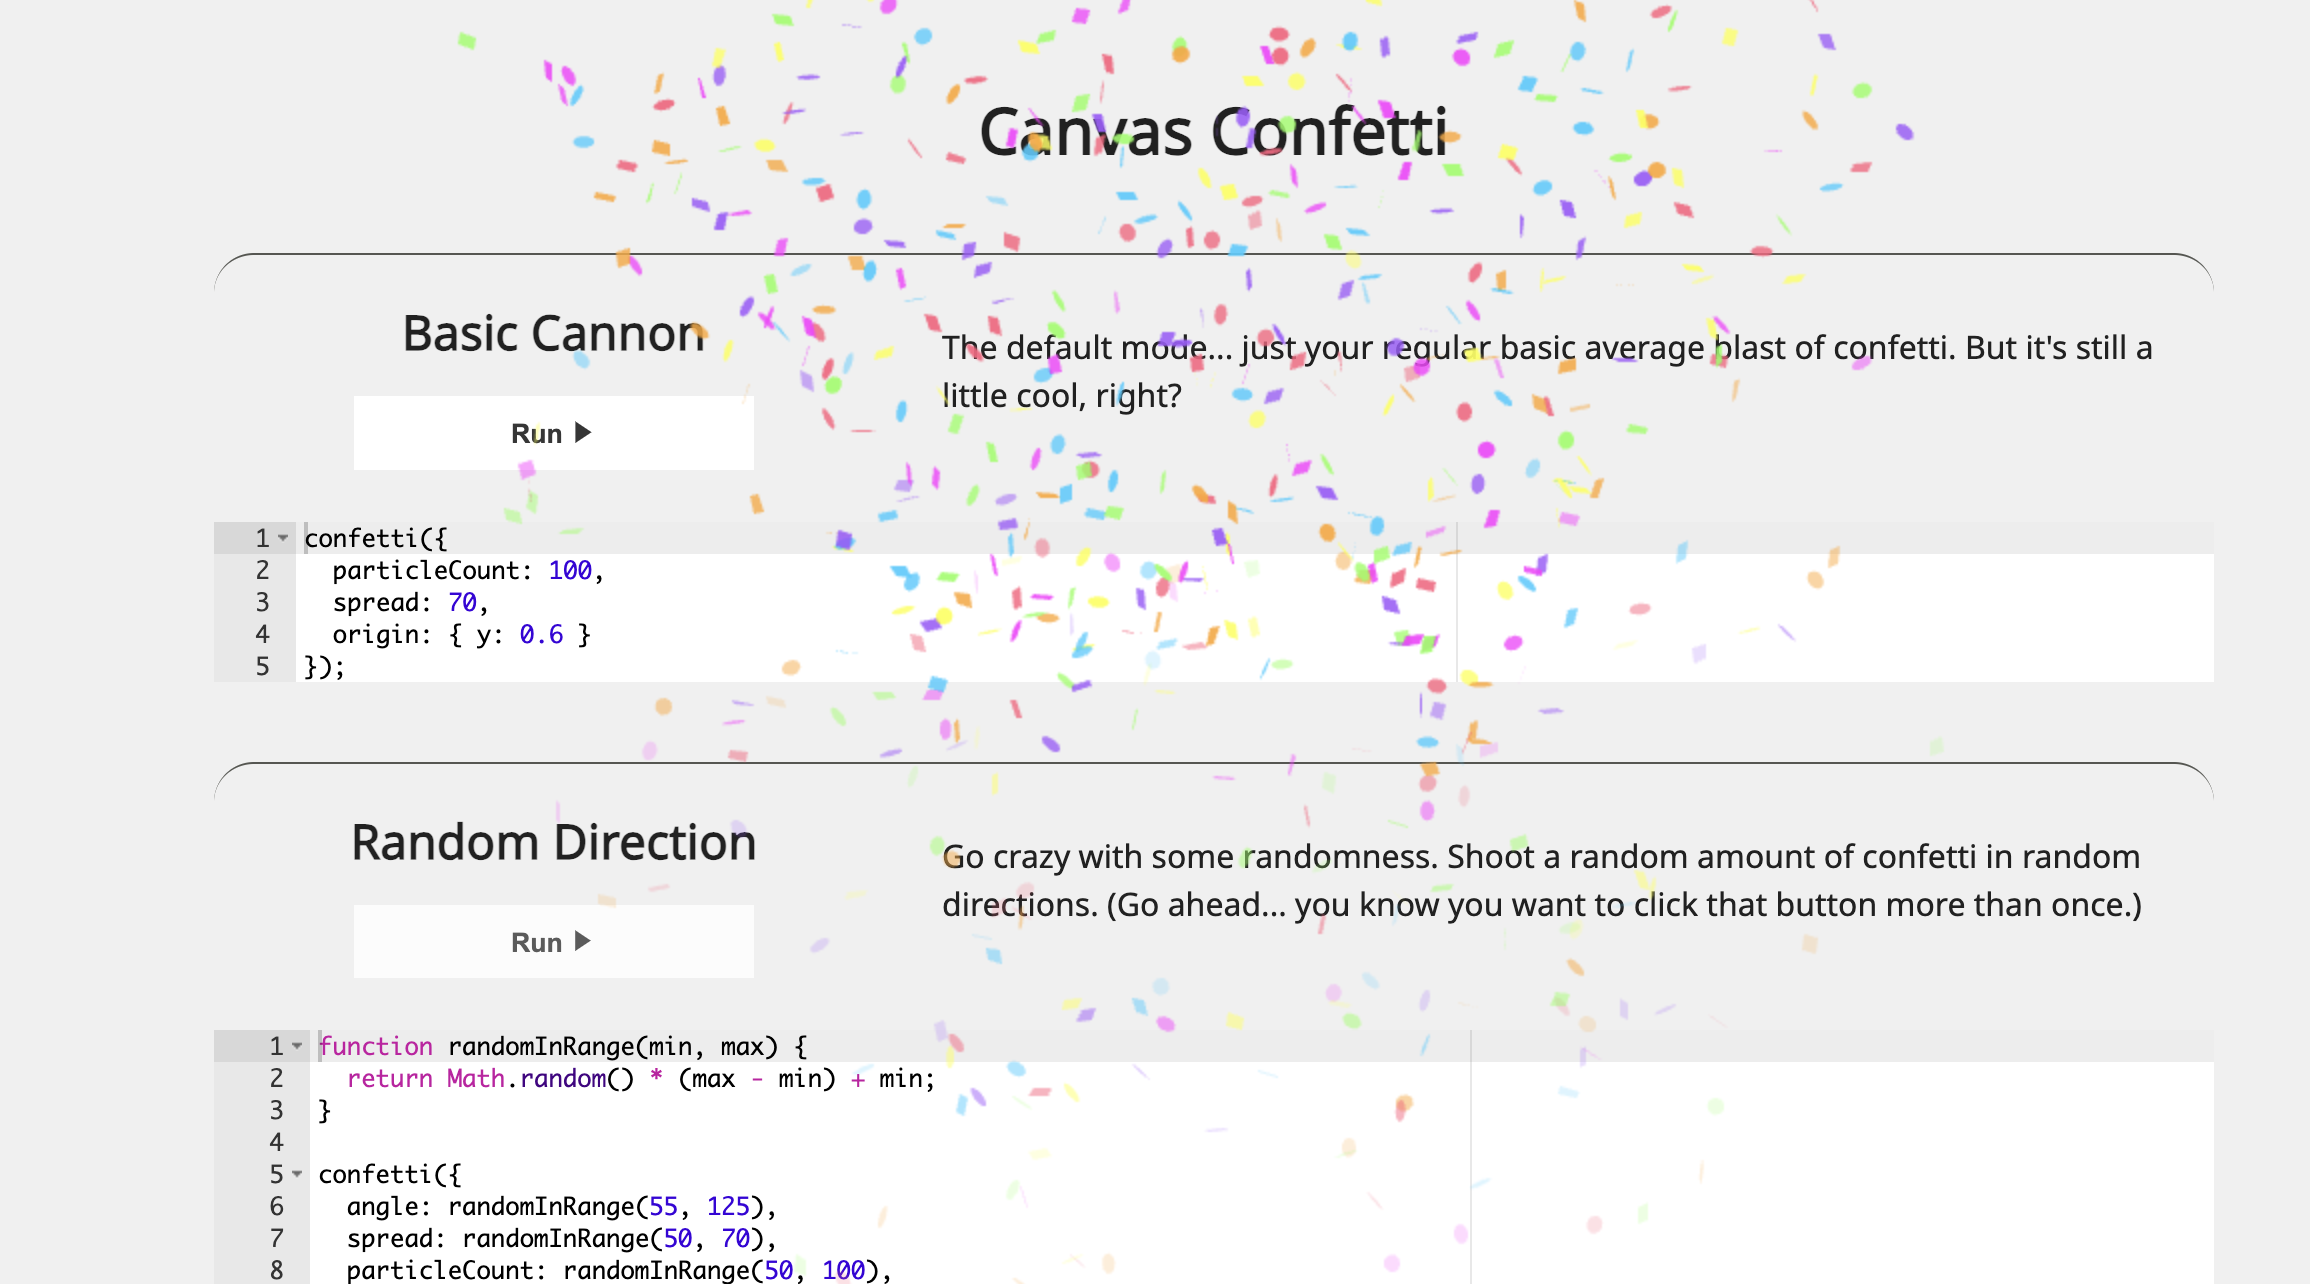 Canvas Confetti
Basic Cannon
Run
The default mode... just your regular basic average blast of confetti. But it's still a
little cool, right?
1 confetti({
2   particleCount: 100,
3   spread: 70,
4   origin: { y: 0.6 }
5 });
Random Direction
Run
Go crazy with some randomness. Shoot a random amount of confetti in random
directions. (Go ahead... you know you want to click that button more than once.)
1 function randomInRange(min, max) {
2   return Math.random() * (max - min) + min;
3 }
4
5 confetti({
6   angle: randomInRange(55, 125),
7   spread: randomInRange(50, 70),
8   particleCount: randomInRange(50, 100),